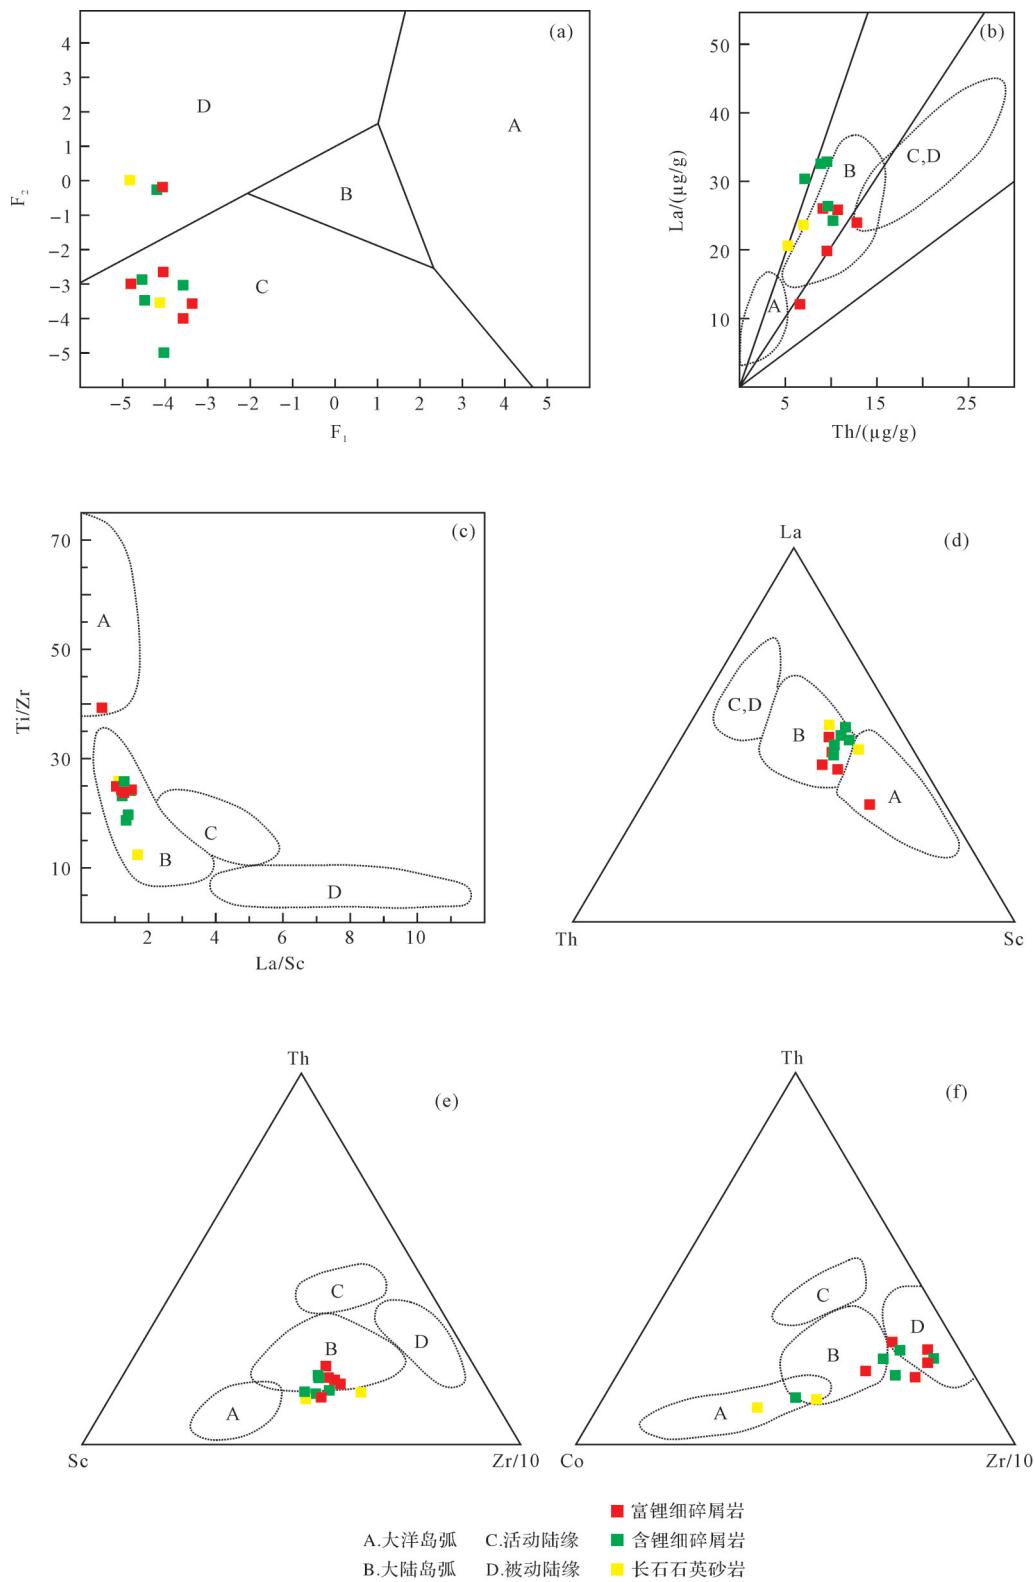 (a)
4
3
2
1
0
−1
−2
−3
−4
−5
F₂
D
A
B
C
−5 −4 −3 −2 −1 0 1 2 3 4 5
F₁
(b)
50
40
30
20
10
La/(μg/g)
B
C,D
A
5 15 25
Th/(μg/g)
(c)
70
50
30
10
Ti/Zr
A
C
B
D
2 4 6 8 10
La/Sc
(d)
La
C,D
B
A
Th Sc
(e)
Th
C
B
D
A
Sc Zr/10
(f)
Th
C
D
B
A
Co Zr/10
富锂细碎屑岩
A.大洋岛弧 C.活动陆缘 含锂细碎屑岩
B.大陆岛弧 D.被动陆缘 长石石英砂岩